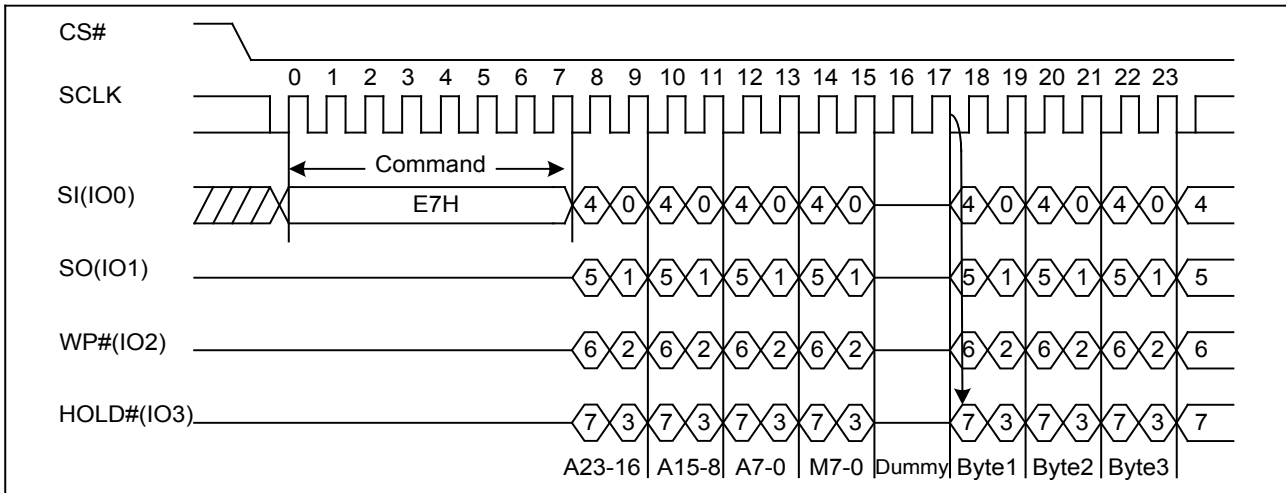 CS#
0 1 2 3 4 5 6 7 8 9 10 11 12 13 14 15 16 17 18 19 20 21 22 23
SCLK
Command
SI(IO0) E7H 4 0 4 0 4 0 4 0 4 0 4 0 4 0 4
SO(IO1) 5 1 5 1 5 1 5 1 5 1 5 1 5 1 5
WP#(IO2) 6 2 6 2 6 2 6 2 6 2 6 2 6 2 6
HOLD#(IO3) 7 3 7 3 7 3 7 3 7 3 7 3 7 3 7
A23-16 A15-8 A7-0 M7-0 Dummy Byte1 Byte2 Byte3